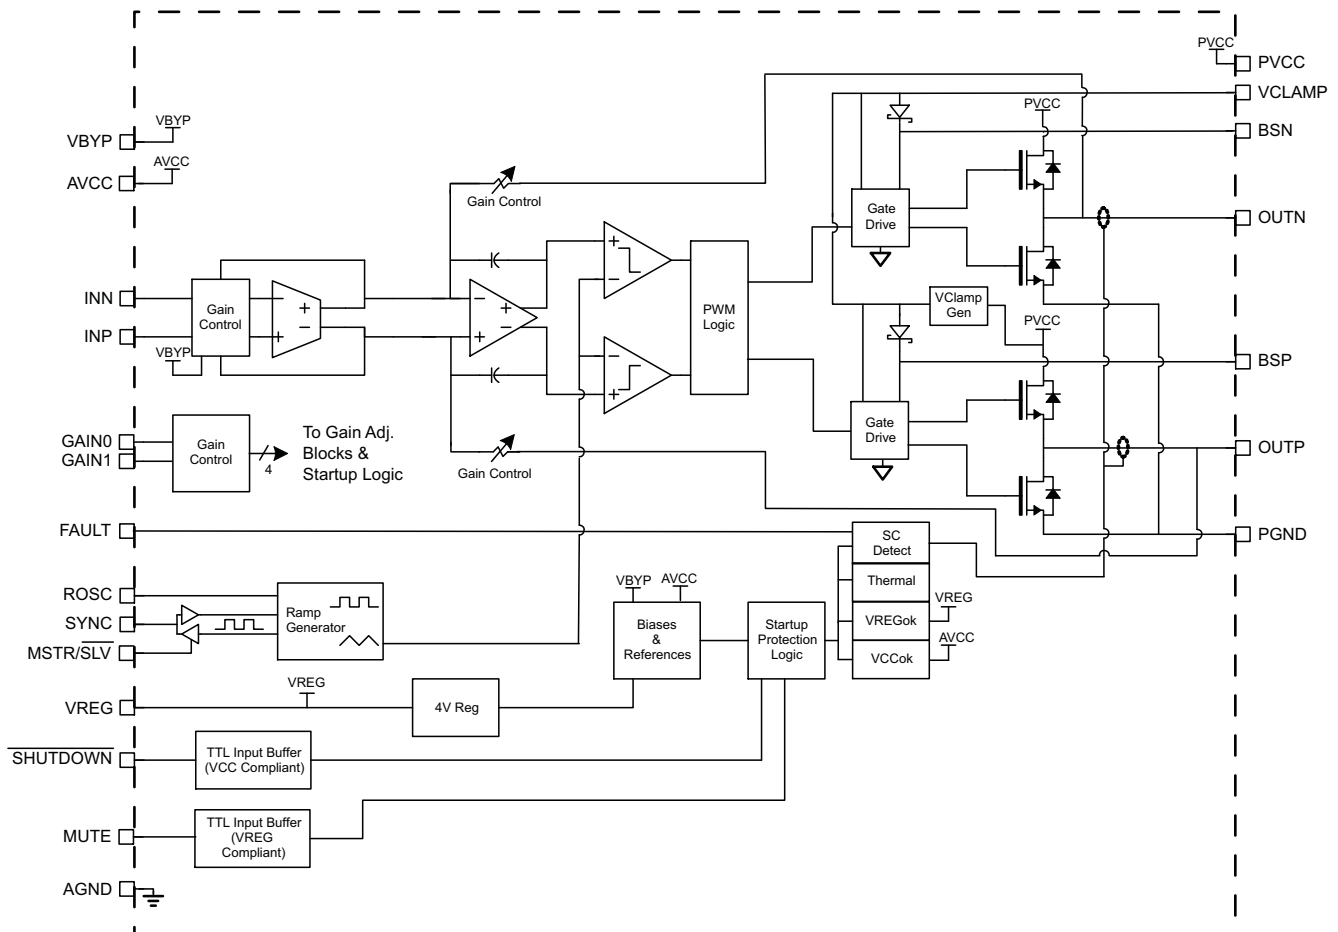 PVCC
PVCC
VCLAMP
VBYP
PVCC
VBYP
BSN
AVCC
AVCC
Gain Control
Gate
Drive
OUTN
INN
Gain
Control
−
+
+
−
−
+
+
−
+
−
PWM
Logic
VClamp
Gen
PVCC
INP
VBYP
−
+
BSP
GAIN0
GAIN1
Gain
Control
4
To Gain Adj.
Blocks &
Startup Logic
Gain Control
Gate
Drive
OUTP
FAULT
SC
Detect
PGND
Thermal
ROSC
SYNC
MSTR/SLV
Ramp
Generator
VBYP
AVCC
Biases
&
References
Startup
Protection
Logic
VREGok
VREG
VCCok
AVCC
VREG
VREG
4V Reg
SHUTDOWN
TTL Input Buffer
(VCC Compliant)
MUTE
TTL Input Buffer
(VREG
Compliant)
AGND